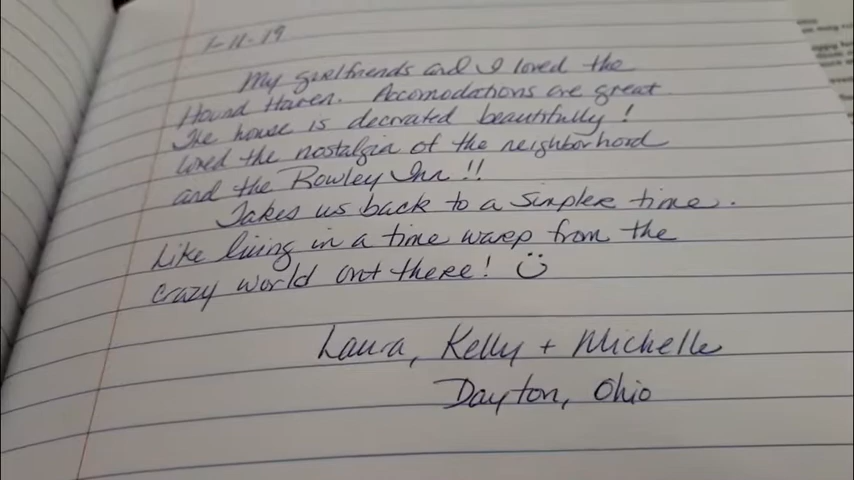 1-11-19
My girlfriends and I loved the
Hound Haven. Accomodations are great
The house is decorated beautifully!
Loved the nostalgia of the neighborhood
and the Rowley Inn!!
Takes us back to a simpler time.
Like living in a time warp from the
crazy world out there!
Laura, Kelly + Michelle
Dayton, Ohio